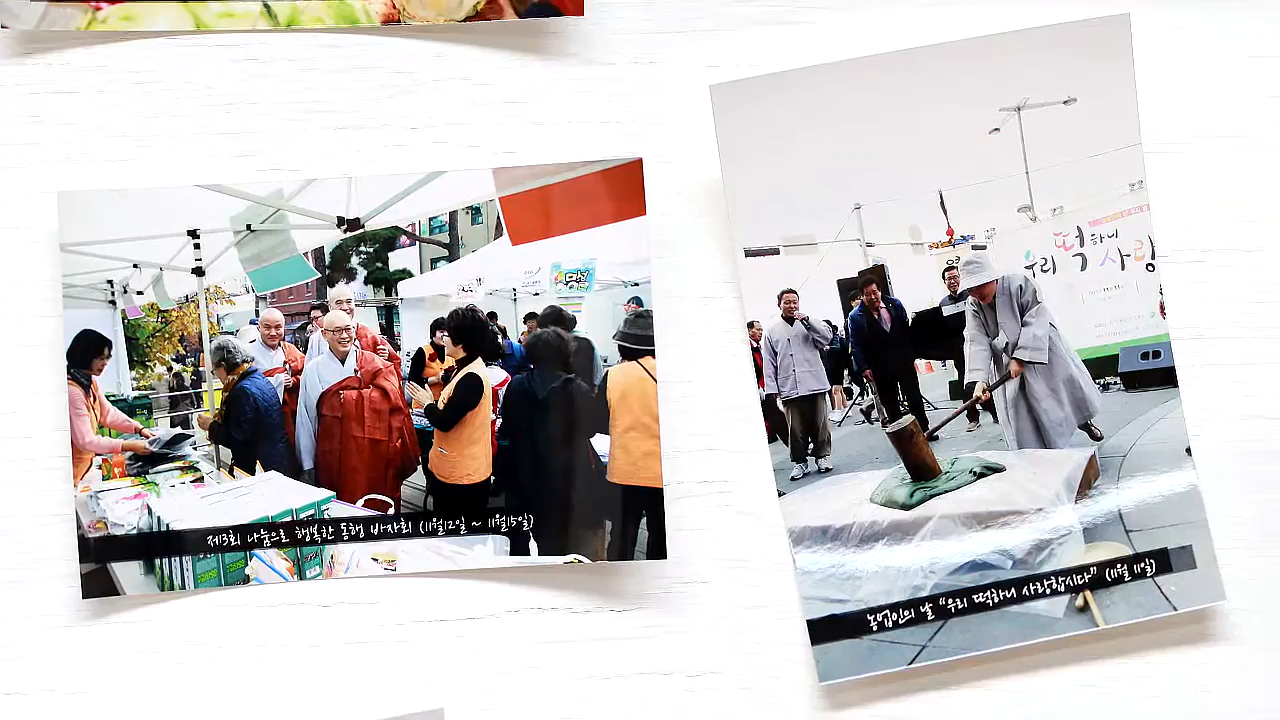 제3회 나눔으로 행복한 동행 바자회 (11월12일 ~ 11월15일)
우리 떡하니 사랑
농업인의 날 "우리 떡하니 사랑합시다" (11월 11일)